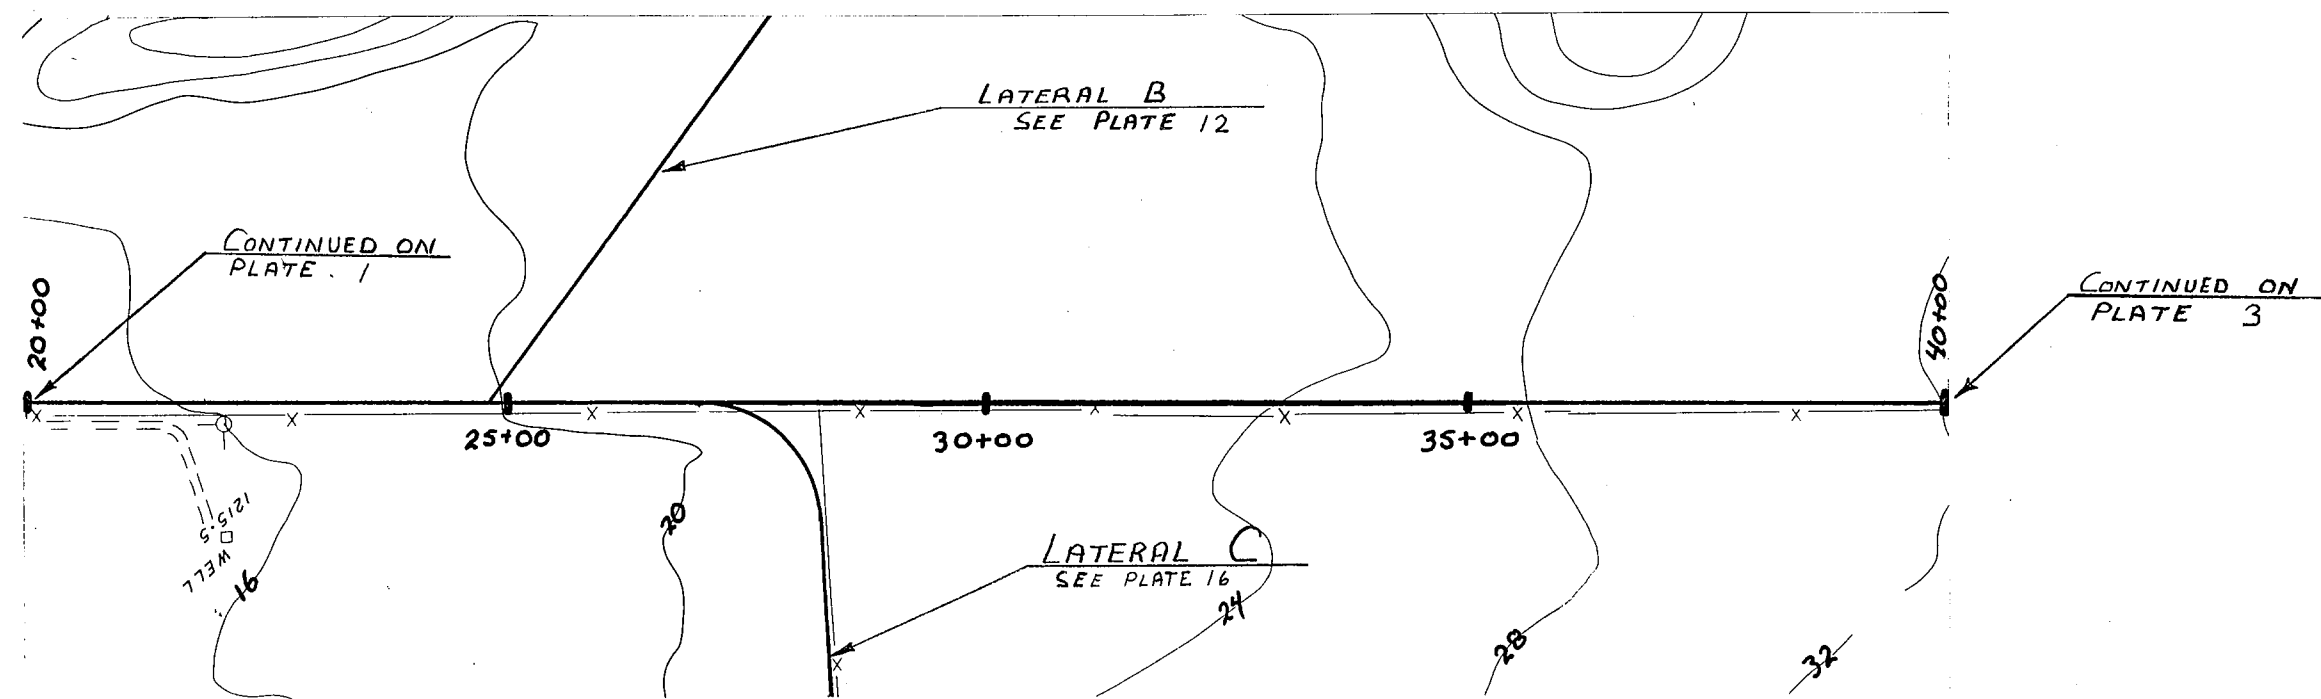 LATERAL B
SEE PLATE 12
CONTINUED ON
PLATE. 1
20+00
CONTINUED ON
PLATE 3
40+00
25+00
30+00
35+00
1215.5
WELL
16
20
LATERAL C
SEE PLATE 16
24
28
32